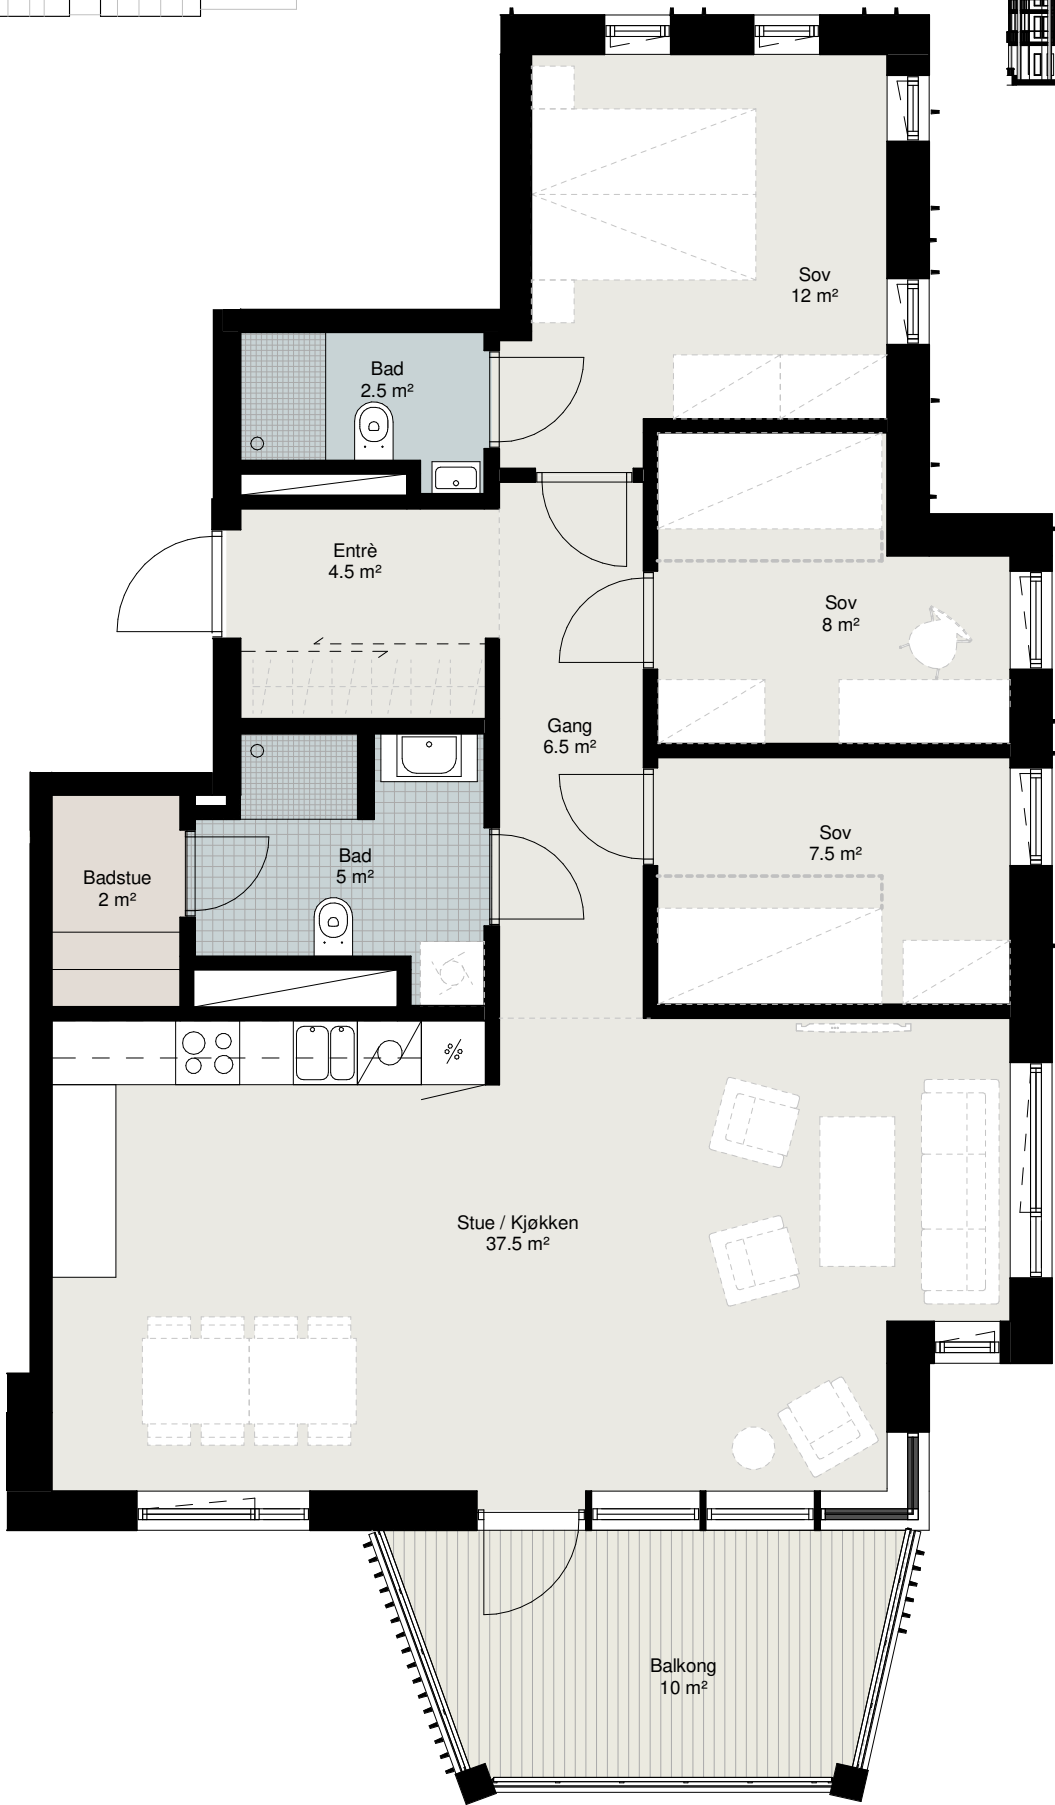 Sov
12 m²
Bad
2.5 m²
Entrè
4.5 m²
Sov
8 m²
Gang
6.5 m²
Sov
7.5 m²
Bad
5 m²
Badstue
2 m²
Stue / Kjøkken
37.5 m²
Balkong
10 m²